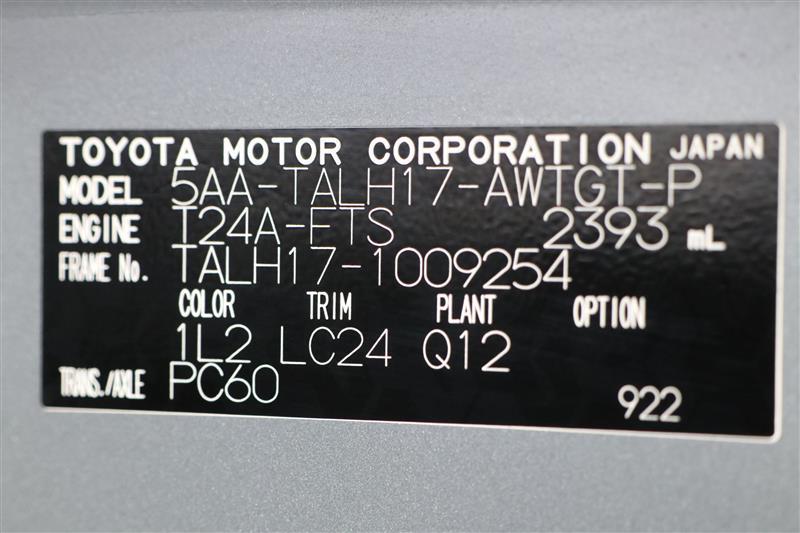 TOYOTA MOTOR CORPORATION JAPAN
MODEL 5AA-TALH17-AWTGT-P
ENGINE T24A-FTS 2393 mL
FRAME No. TALH17-1009254
COLOR TRIM PLANT OPTION
1L2 LC24 Q12
TRANS./AXLE PC60
922